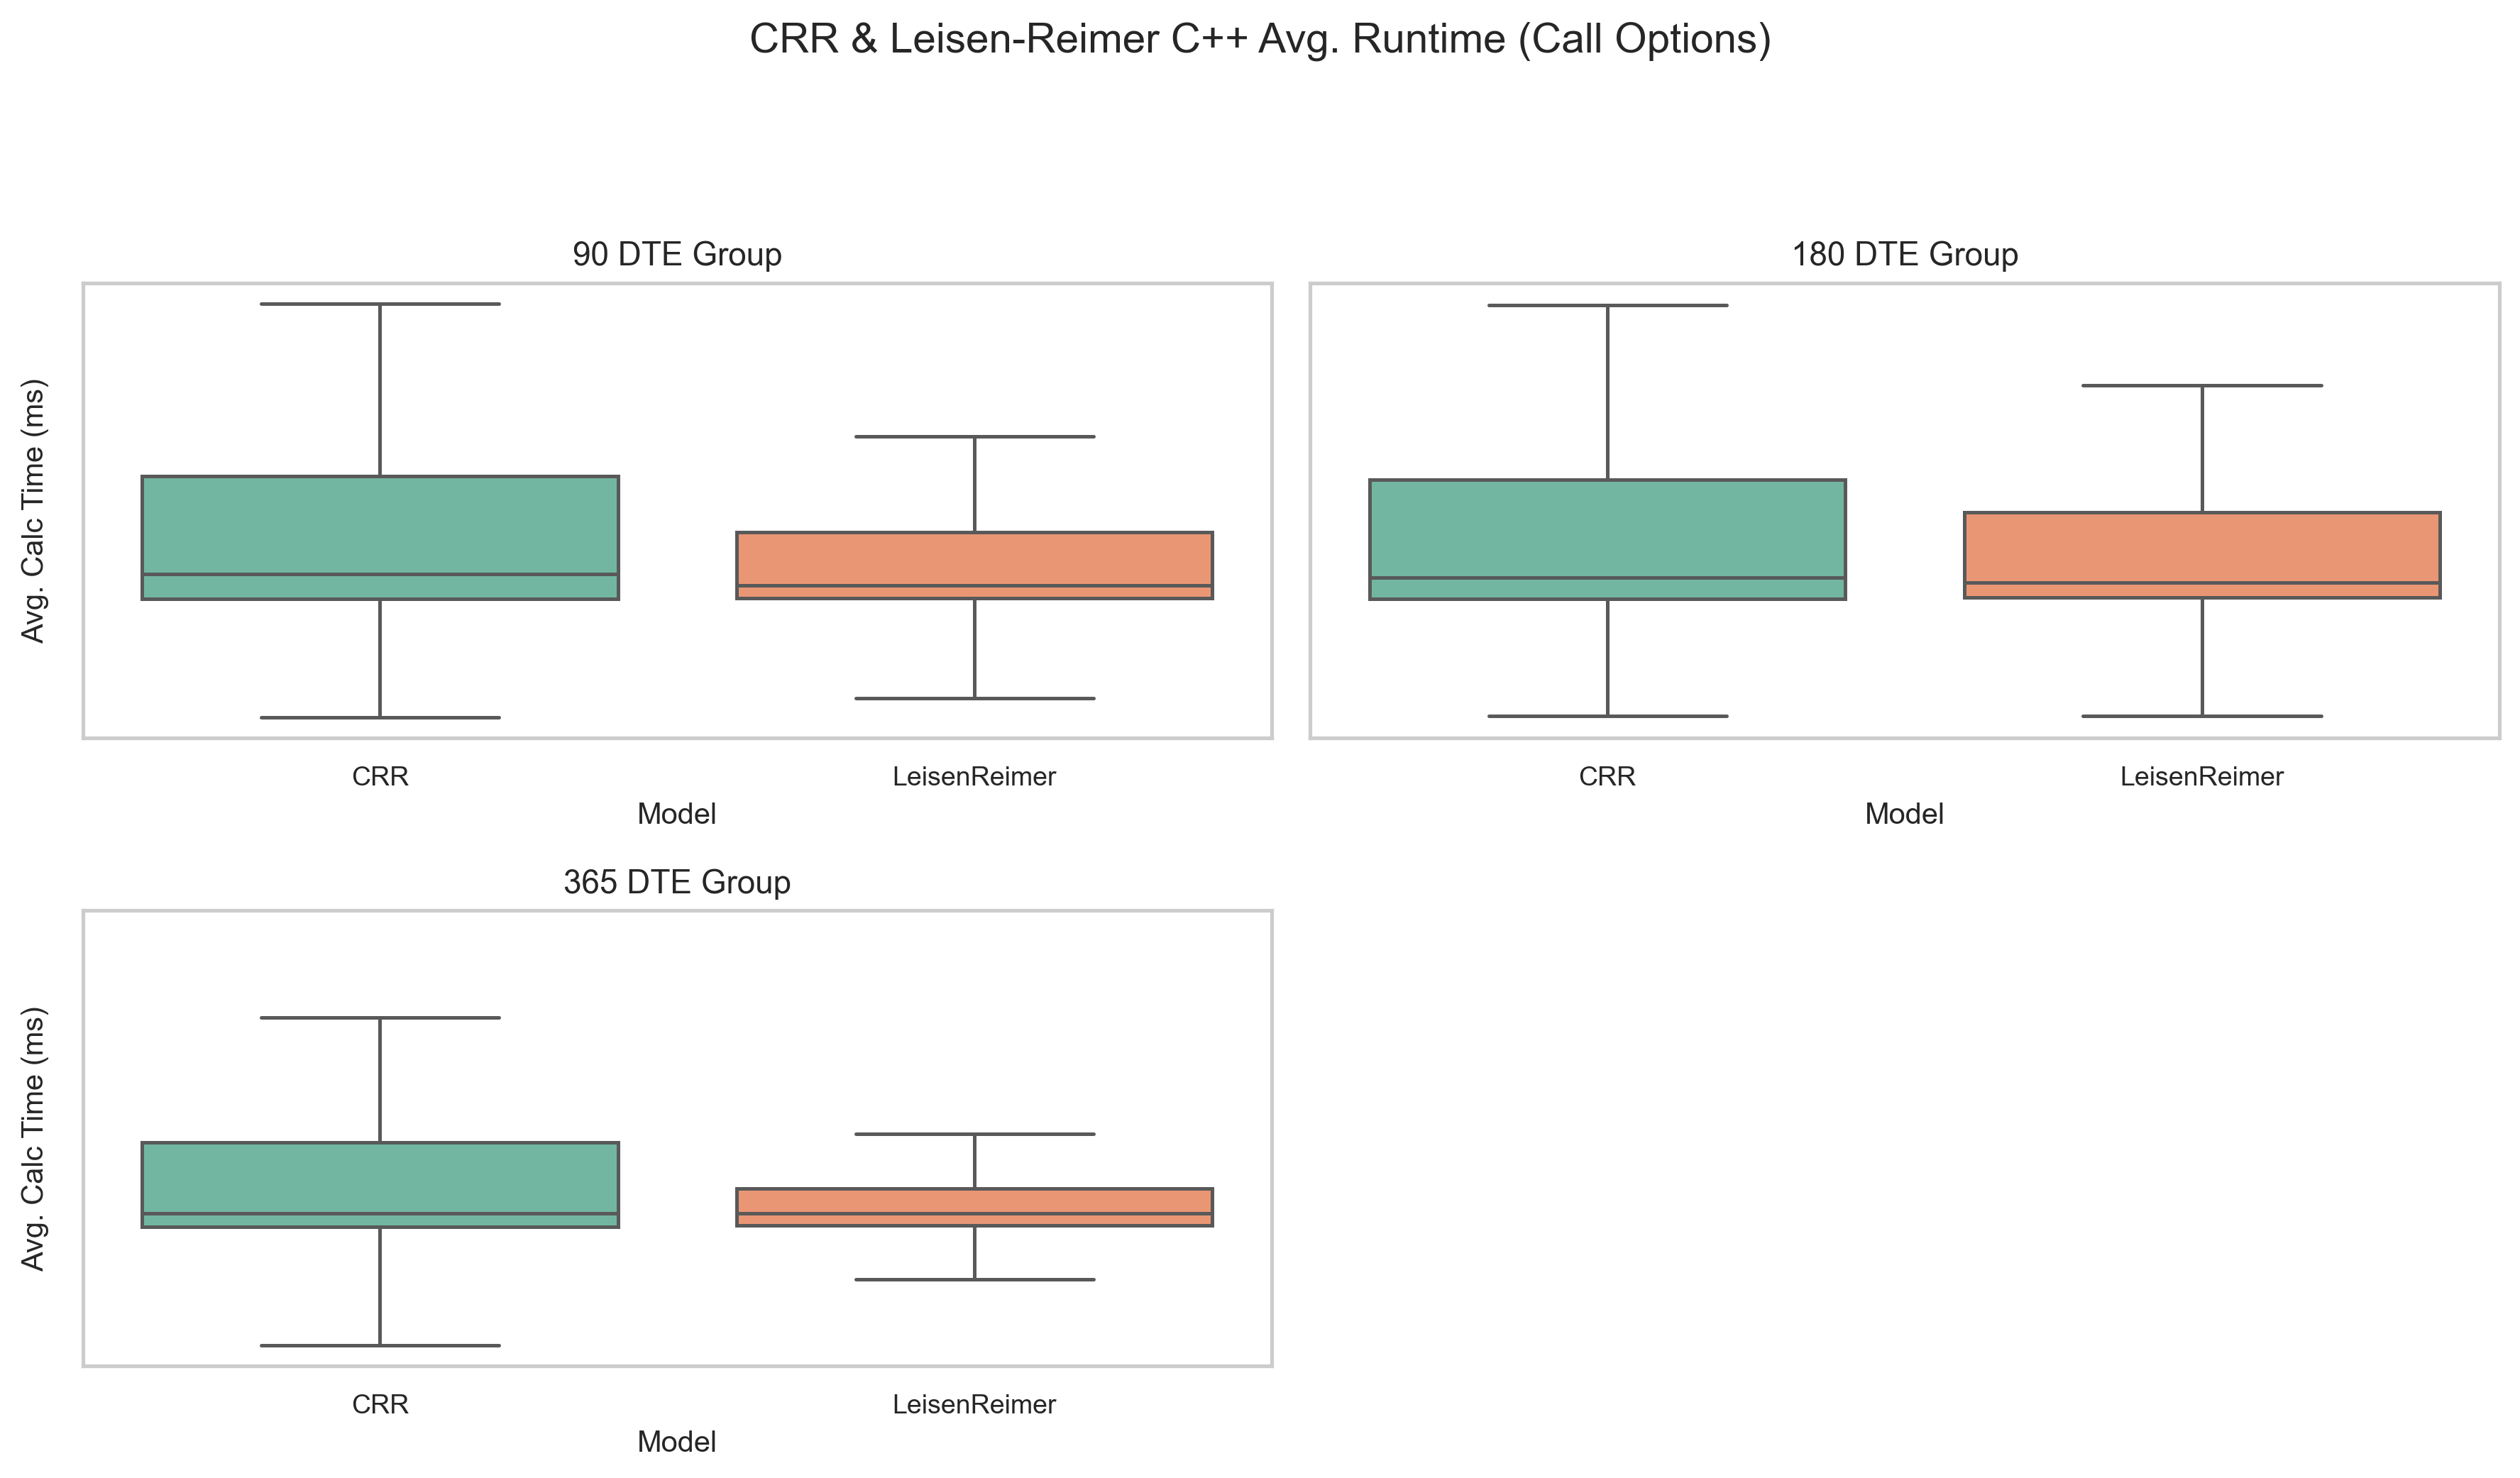 CRR & Leisen-Reimer C++ Avg. Runtime (Call Options)
90 DTE Group
Avg. Calc Time (ms)
CRR
LeisenReimer
Model
180 DTE Group
CRR
LeisenReimer
Model
365 DTE Group
Avg. Calc Time (ms)
CRR
LeisenReimer
Model